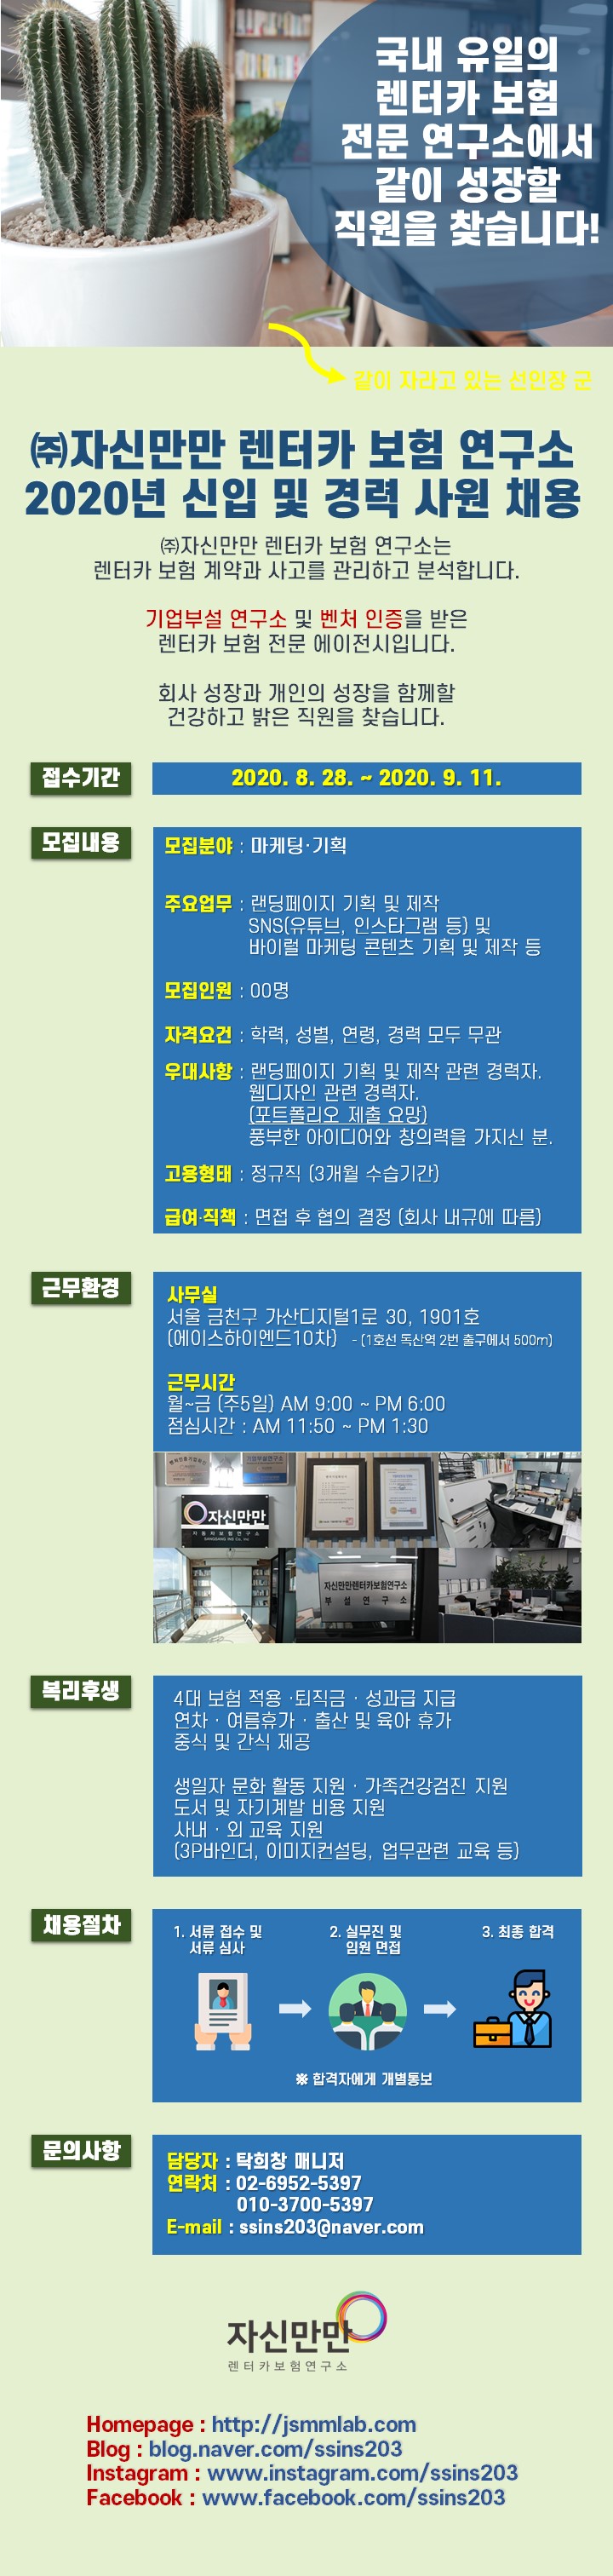 국내 유일의
렌터카 보험
전문 연구소에서
같이 성장할
직원을 찾습니다!
같이 자라고 있는 선인장 군
㈜자신만만 렌터카 보험 연구소
2020년 신입 및 경력 사원 채용
㈜자신만만 렌터카 보험 연구소는
렌터카 보험 계약과 사고를 관리하고 분석합니다.
기업부설 연구소 및 벤처 인증을 받은
렌터카 보험 전문 에이전시입니다.
회사 성장과 개인의 성장을 함께할
건강하고 밝은 직원을 찾습니다.
접수기간
2020. 8. 28. ~ 2020. 9. 11.
모집내용
모집분야 : 마케팅·기획
주요업무 : 랜딩페이지 기획 및 제작
SNS(유튜브, 인스타그램 등) 및
바이럴 마케팅 콘텐츠 기획 및 제작 등
모집인원 : 00명
자격요건 : 학력, 성별, 연령, 경력 모두 무관
우대사항 : 랜딩페이지 기획 및 제작 관련 경력자.
웹디자인 관련 경력자.
(포트폴리오 제출 요망)
풍부한 아이디어와 창의력을 가지신 분.
고용형태 : 정규직 (3개월 수습기간)
급여·직책 : 면접 후 협의 결정 (회사 내규에 따름)
근무환경
사무실
서울 금천구 가산디지털1로 30, 1901호
(에이스하이엔드10차) - (1호선 독산역 2번 출구에서 500m)
근무시간
월~금 (주5일) AM 9:00 ~ PM 6:00
점심시간 : AM 11:50 ~ PM 1:30
기업부설연구소
자신만만
자동차보험연구소
자신만만렌터카보험연구소
부 설 연 구 소
복리후생
4대 보험 적용 ·퇴직금 · 성과급 지급
연차 · 여름휴가 · 출산 및 육아 휴가
중식 및 간식 제공
생일자 문화 활동 지원 · 가족건강검진 지원
도서 및 자기계발 비용 지원
사내 · 외 교육 지원
(3P바인더, 이미지컨설팅, 업무관련 교육 등)
채용절차
1. 서류 접수 및
서류 심사
2. 실무진 및
임원 면접
3. 최종 합격
※ 합격자에게 개별통보
문의사항
담당자 : 탁희창 매니저
연락처 : 02-6952-5397
010-3700-5397
E-mail : ssins203@naver.com
자신만만
렌터카보험연구소
Homepage : http://jsmmlab.com
Blog : blog.naver.com/ssins203
Instagram : www.instagram.com/ssins203
Facebook : www.facebook.com/ssins203